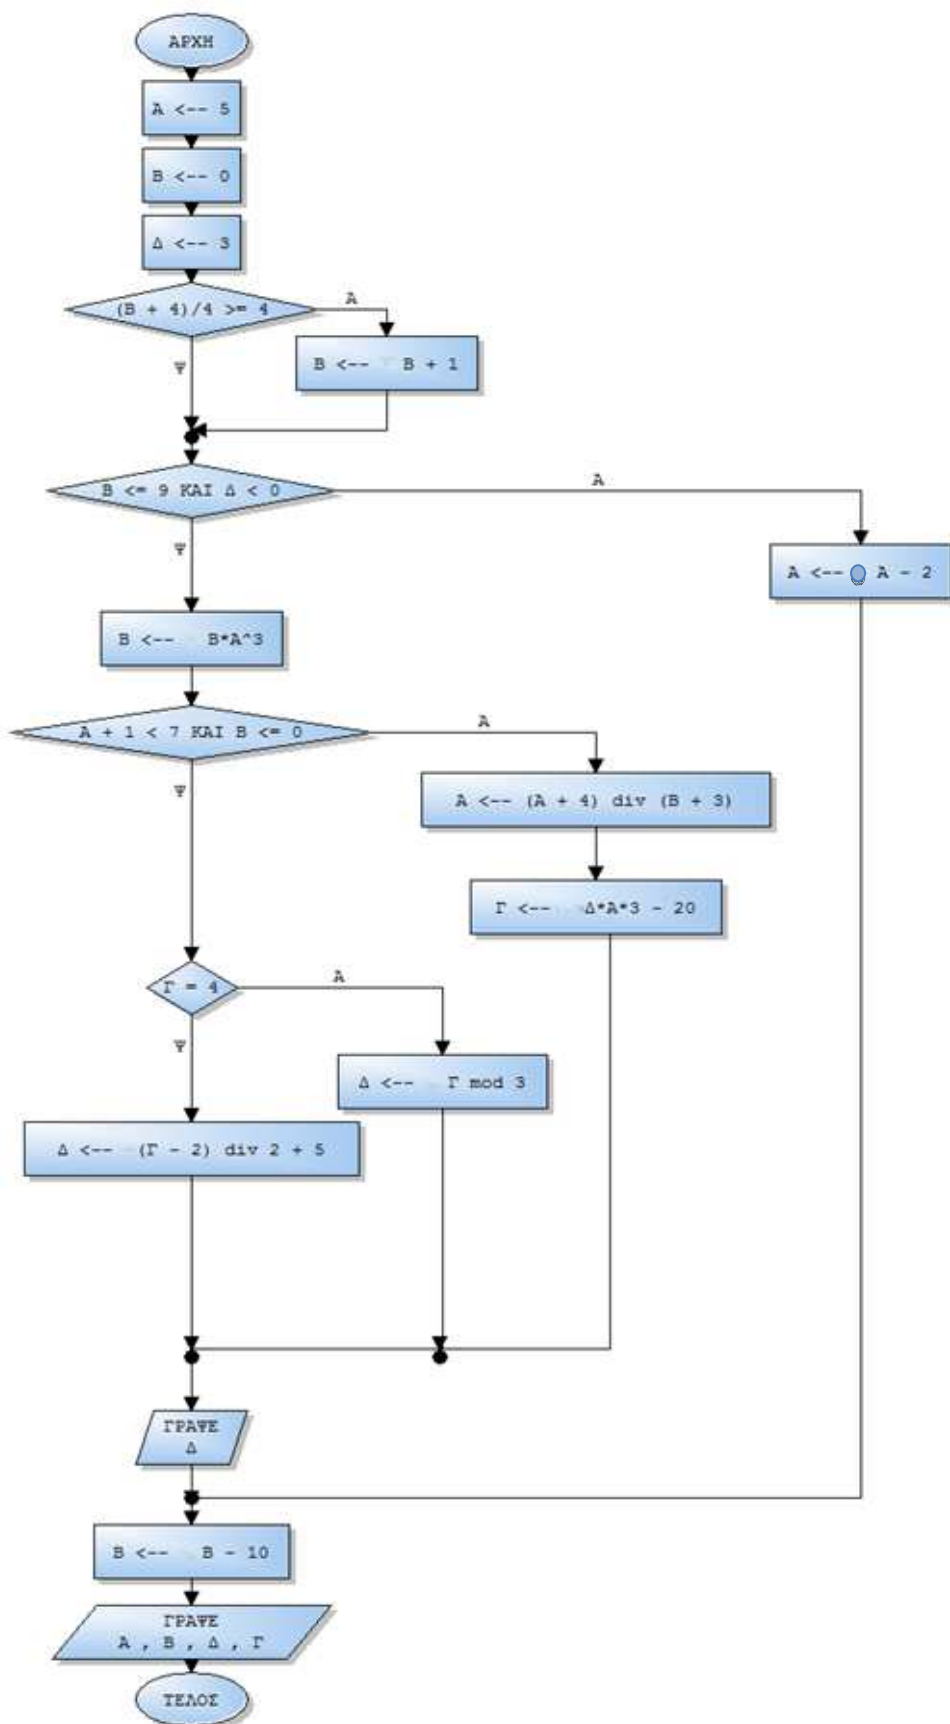 ΑΡΧΗ
Α <-- 5
Β <-- 0
Δ <-- 3
(Β + 4)/4 >= 4
Α
Β <-- Β + 1
Ψ
Β <= 9 ΚΑΙ Δ < 0
Α
Ψ
Α <-- Α - 2
Β <-- Β*Α^3
Α + 1 < 7 ΚΑΙ Β <= 0
Α
Ψ
Α <-- (Α + 4) div (Β + 3)
Γ <-- Δ*Α*3 - 20
Γ = 4
Α
Ψ
Δ <-- Γ mod 3
Δ <-- (Γ - 2) div 2 + 5
ΓΡΑΨΕ
Δ
Β <-- Β - 10
ΓΡΑΨΕ
Α , Β , Δ , Γ
ΤΕΛΟΣ